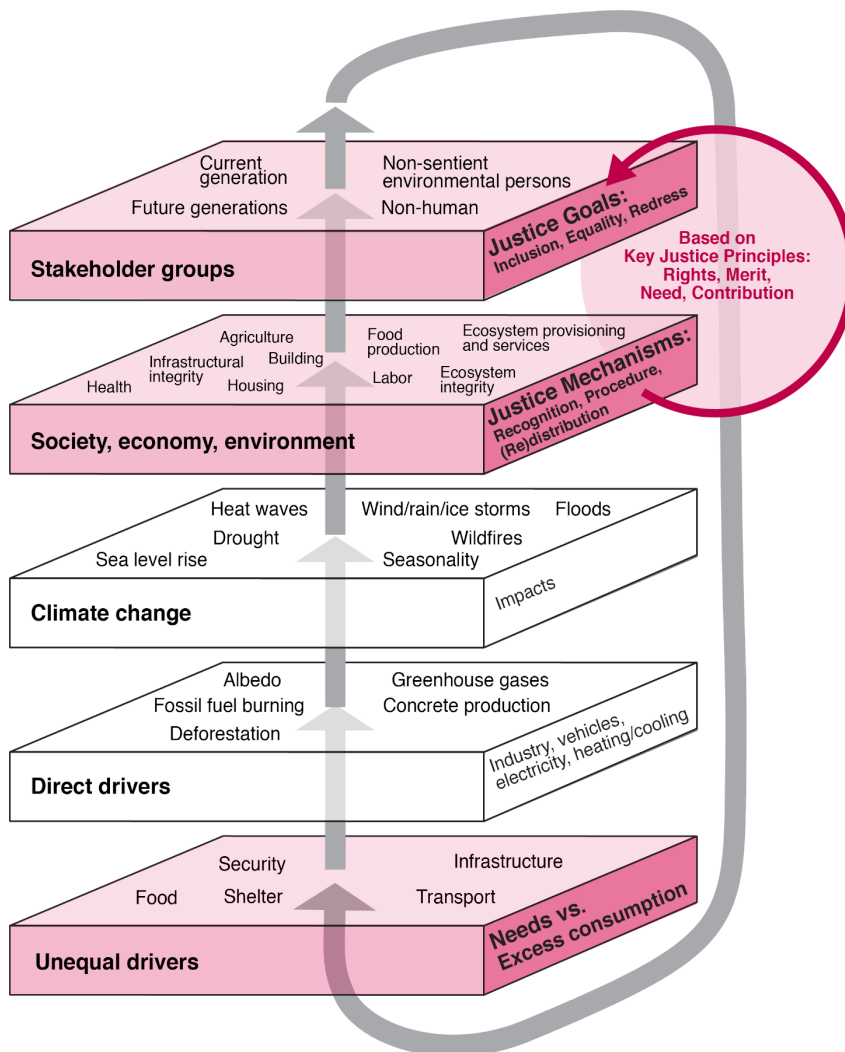 Current
generation
Non-sentient
environmental persons
Future generations
Non-human
Stakeholder groups
Justice Goals:
Inclusion, Equality, Redress
Based on
Key Justice Principles:
Rights, Merit,
Need, Contribution
Agriculture
Food
production
Ecosystem provisioning
and services
Infrastructural
integrity
Building
Health
Housing
Labor
Ecosystem
integrity
Society, economy, environment
Justice Mechanisms:
Recognition, Procedure,
(Re)distribution
Heat waves
Wind/rain/ice storms
Floods
Drought
Wildfires
Sea level rise
Seasonality
Climate change
Impacts
Albedo
Greenhouse gases
Fossil fuel burning
Concrete production
Deforestation
Direct drivers
Industry, vehicles,
electricity, heating/cooling
Security
Infrastructure
Food
Shelter
Transport
Unequal drivers
Needs vs.
Excess consumption